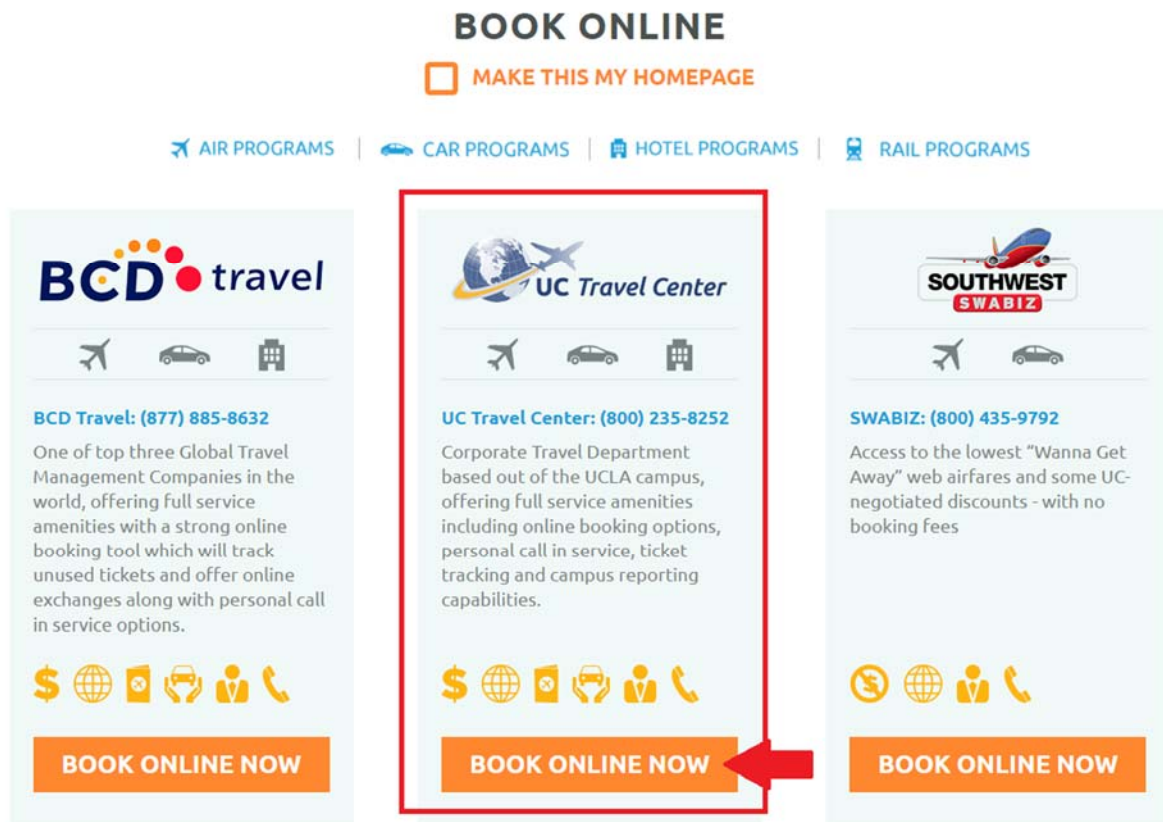 BOOK ONLINE
MAKE THIS MY HOMEPAGE
AIR PROGRAMS
CAR PROGRAMS
HOTEL PROGRAMS
RAIL PROGRAMS
BCD travel
BCD Travel: (877) 885-8632
One of top three Global Travel
Management Companies in the
world, offering full service
amenities with a strong online
booking tool which will track
unused tickets and offer online
exchanges along with personal call
in service options.
BOOK ONLINE NOW
UC Travel Center
UC Travel Center: (800) 235-8252
Corporate Travel Department
based out of the UCLA campus,
offering full service amenities
including online booking options,
personal call in service, ticket
tracking and campus reporting
capabilities.
BOOK ONLINE NOW
SOUTHWEST
SWABIZ
SWABIZ: (800) 435-9792
Access to the lowest “Wanna Get
Away” web airfares and some UC-
negotiated discounts - with no
booking fees
BOOK ONLINE NOW